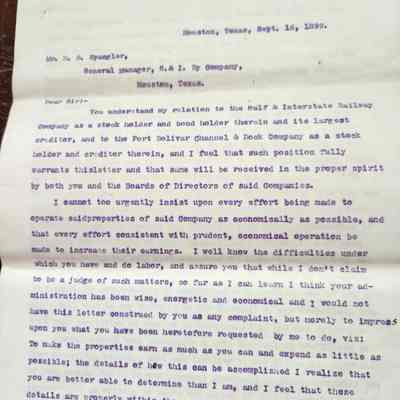 Houston, Texas, Sept. 1899.
Mr. Spangler,
General Manager, G.& I. Ry Company,
Houston, Texas.
Dear Sir:-
You understand my relation to the Gulf & Interstate Railway
Company as a stock holder and bond holder therein and its largest
crediter, and to the Port Bolivar Channel & Dock Company as a stock
holder and crediter therein, and I feel that such position fully
warrants thisletter and that same will be received in the proper spirit
by both you and the Boards of Directors of said Companies.
I cannot too urgently insist upon every effort being made to
operate saidproperties of said Company as economically as possible, and
that every effort consistent with prudent, economical operation be
made to increase their earnings. I well know the difficulties under
which you have and do labor, and assure you that while I don't claim
to be a judge of such matters, so far as I can learn I think your ad-
ministration has been wise, energetic and economical and I would not
have this letter construed by you as any complaint, but merely to impress
upon you what you have been heretofore requested by me to do, viz:
To make the properties earn as much as you can and expend as little as
possible; the details of how this can be accomplished I realize that
you are better able to determine than I am, and I feel that these
details are properly within the